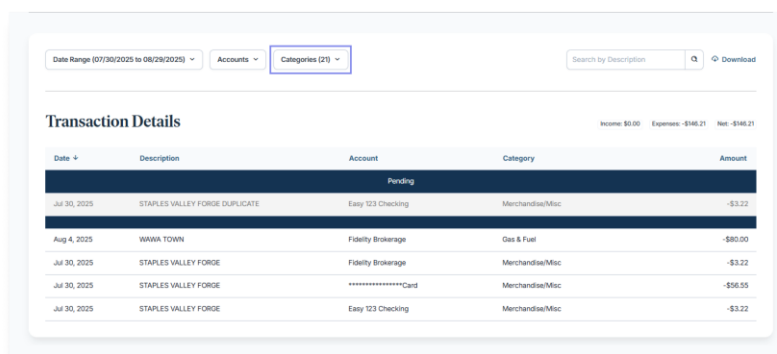 Date Range (07/30/2025 to 08/29/2025) Accounts Categories (21) Search by Description Download
Transaction Details Income: $0.00 Expenses: -$146.21 Net: -$146.21
Date Description Account Category Amount
Pending
Jul 30, 2025 STAPLES VALLEY FORGE DUPLICATE Easy 123 Checking Merchandise/Misc -$3.22
Aug 4, 2025 WAWA TOWN Fidelity Brokerage Gas & Fuel -$80.00
Jul 30, 2025 STAPLES VALLEY FORGE Fidelity Brokerage Merchandise/Misc -$3.22
Jul 30, 2025 STAPLES VALLEY FORGE ****************Card Merchandise/Misc -$56.55
Jul 30, 2025 STAPLES VALLEY FORGE Easy 123 Checking Merchandise/Misc -$3.22